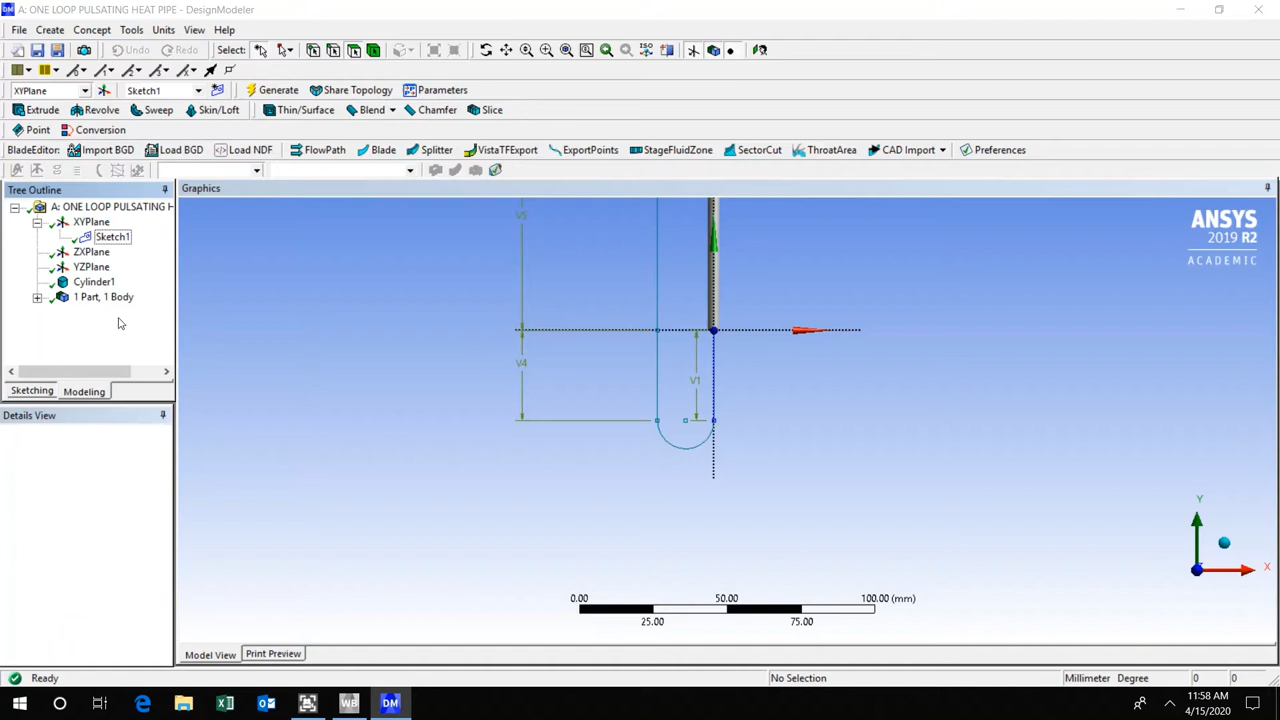 A: ONE LOOP PULSATING HEAT PIPE - DesignModeler
File Create Concept Tools Units View Help
Undo Redo Select:
XYPlane Sketch1 Generate Share Topology Parameters
Extrude Revolve Sweep Skin/Loft Thin/Surface Blend Chamfer Slice
Point Conversion
BladeEditor: Import BGD Load BGD Load NDF FlowPath Blade Splitter VistaTFExport ExportPoints StageFluidZone SectorCut ThroatArea CAD Import Preferences
Tree Outline
Graphics
A: ONE LOOP PULSATING H
XYPlane
Sketch1
ZXPlane
YZPlane
Cylinder1
1 Part, 1 Body
Sketching Modeling
Details View
V5
V4
V1
ANSYS
2019 R2
ACADEMIC
Y
X
0.00 50.00 100.00 (mm)
25.00 75.00
Model View Print Preview
Ready No Selection Millimeter Degree 0 0
WB DM
11:58 AM
4/15/2020